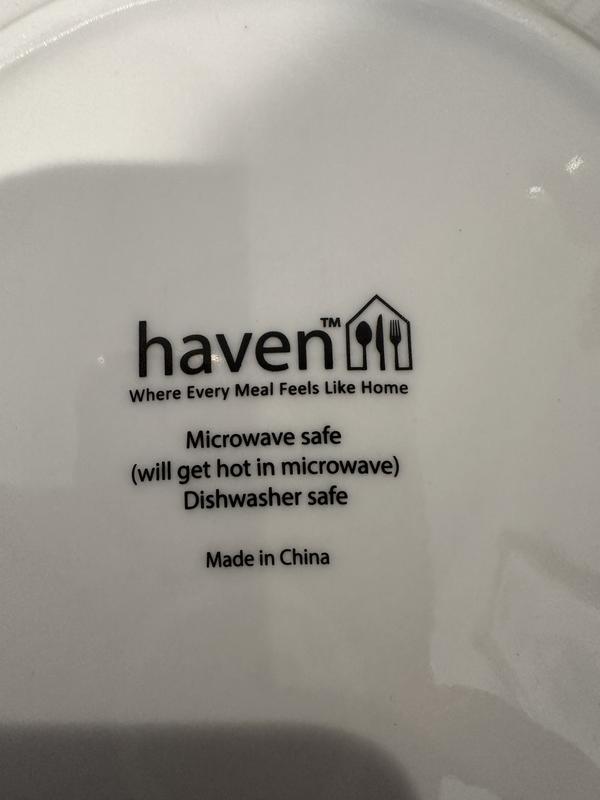 haven™
Where Every Meal Feels Like Home
Microwave safe
(will get hot in microwave)
Dishwasher safe
Made in China